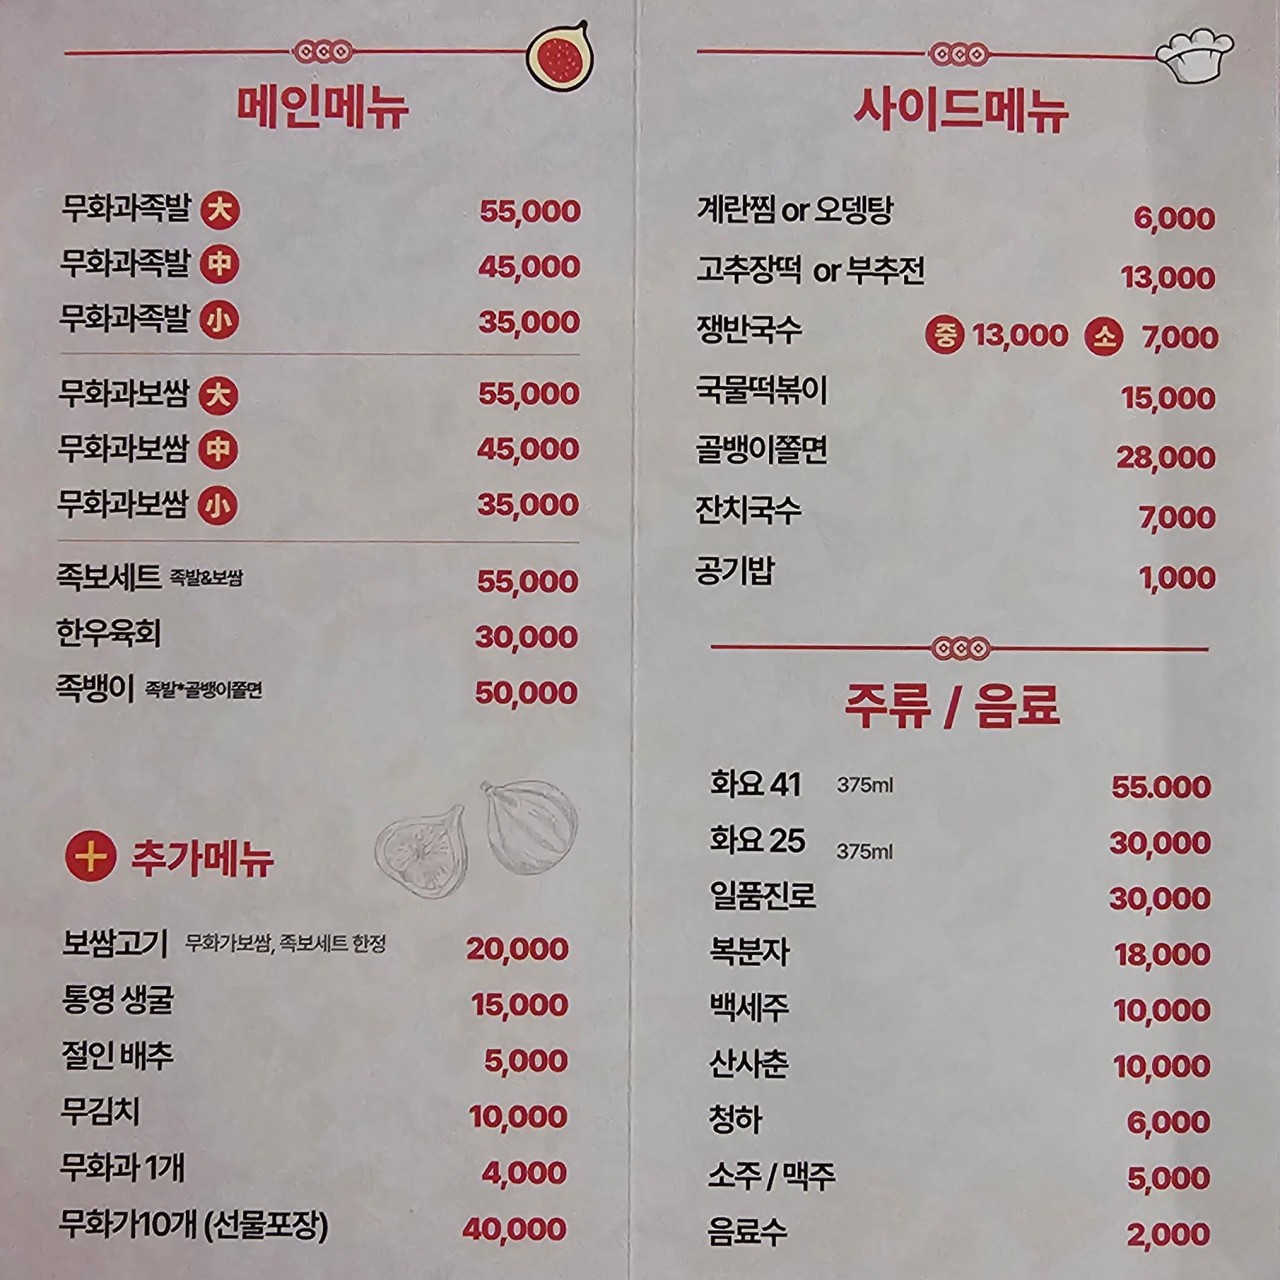 메인메뉴
무화과족발 大 55,000
무화과족발 中 45,000
무화과족발 小 35,000
무화과보쌈 大 55,000
무화과보쌈 中 45,000
무화과보쌈 小 35,000
족보세트 족발&보쌈 55,000
한우육회 30,000
족뱅이 족발*골뱅이쫄면 50,000
추가메뉴
보쌈고기 무화가보쌈, 족보세트 한정 20,000
통영 생굴 15,000
절인 배추 5,000
무김치 10,000
무화과 1개 4,000
무화가10개 (선물포장) 40,000
사이드메뉴
계란찜 or 오뎅탕 6,000
고추장떡 or 부추전 13,000
쟁반국수 중 13,000 소 7,000
국물떡볶이 15,000
골뱅이쫄면 28,000
잔치국수 7,000
공기밥 1,000
주류 / 음료
화요 41 375ml 55.000
화요 25 375ml 30,000
일품진로 30,000
복분자 18,000
백세주 10,000
산사춘 10,000
청하 6,000
소주 / 맥주 5,000
음료수 2,000